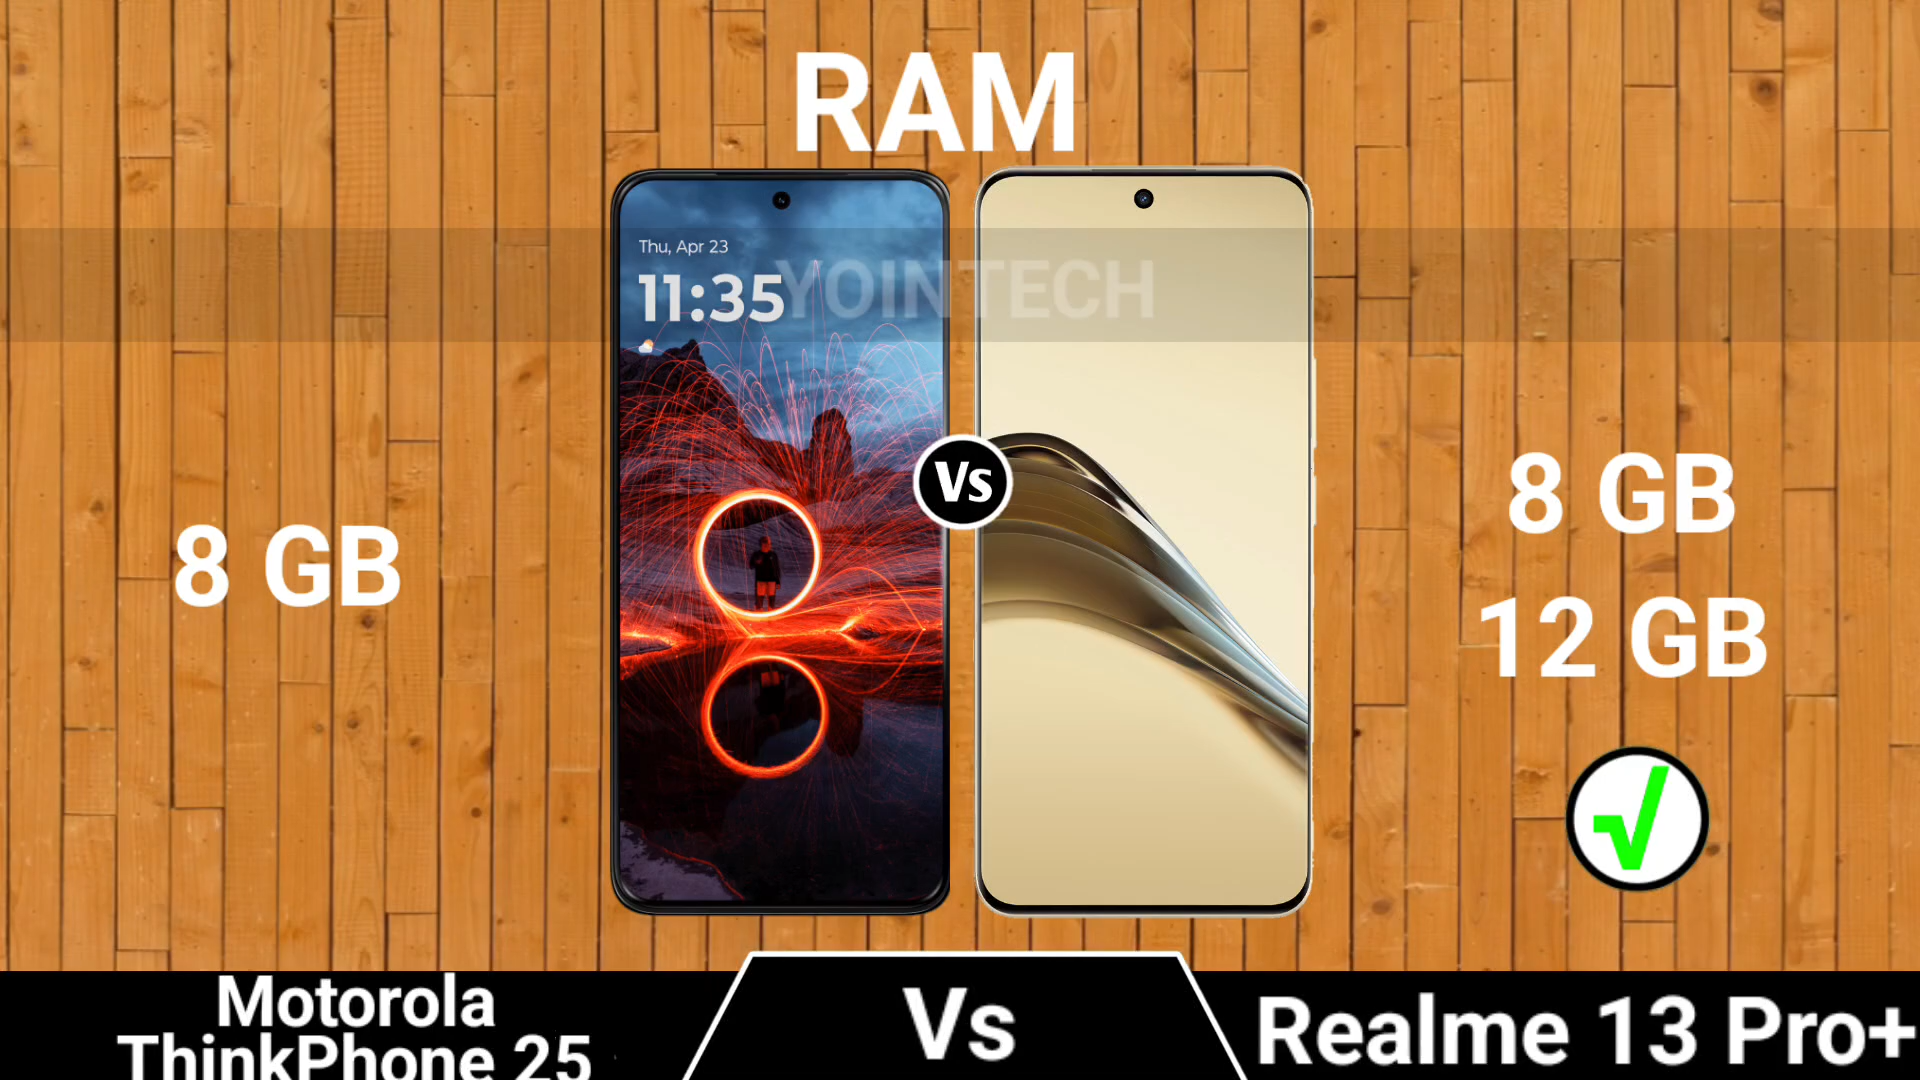 RAM
Thu, Apr 23
11:35
YOINTECH
Vs
8 GB
8 GB
12 GB
Motorola
ThinkPhone 25
Vs
Realme 13 Pro+